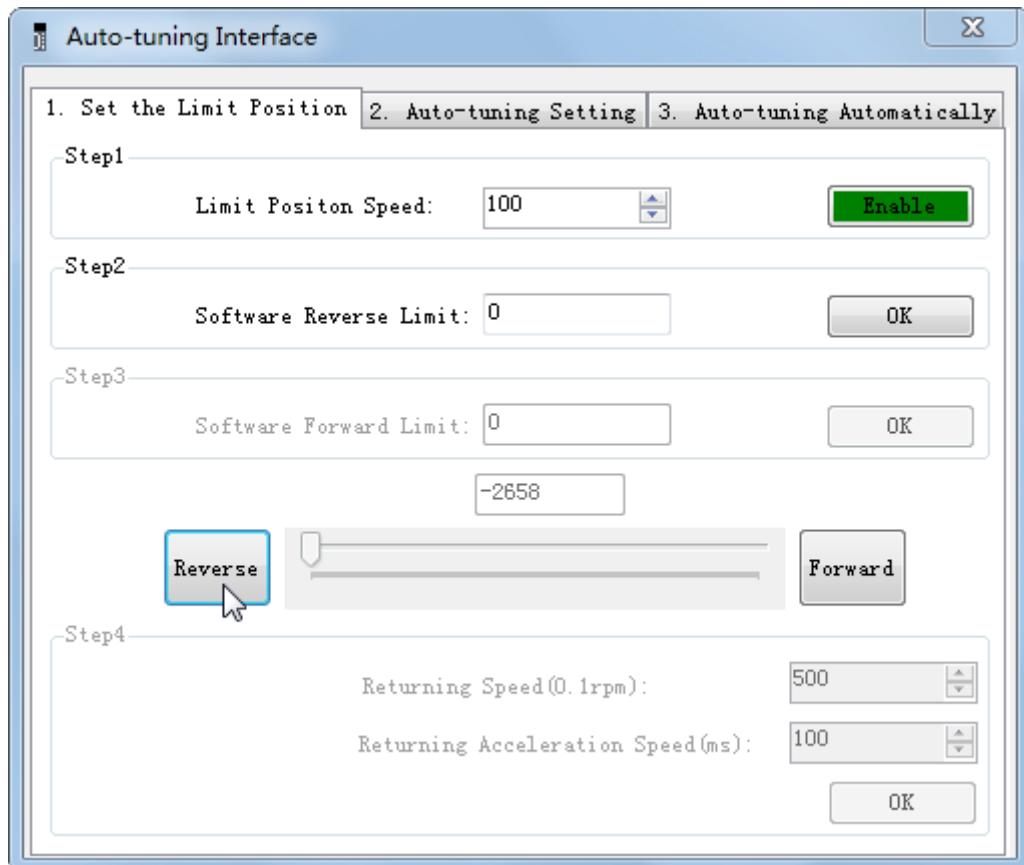 Auto-tuning Interface
1. Set the Limit Position 2. Auto-tuning Setting 3. Auto-tuning Automatically
Step1
Limit Positon Speed: 100 Enable
Step2
Software Reverse Limit: 0 OK
Step3
Software Forward Limit: 0 OK
-2658
Reverse Forward
Step4
Returning Speed(0.1rpm): 500
Returning Acceleration Speed(ms): 100
OK